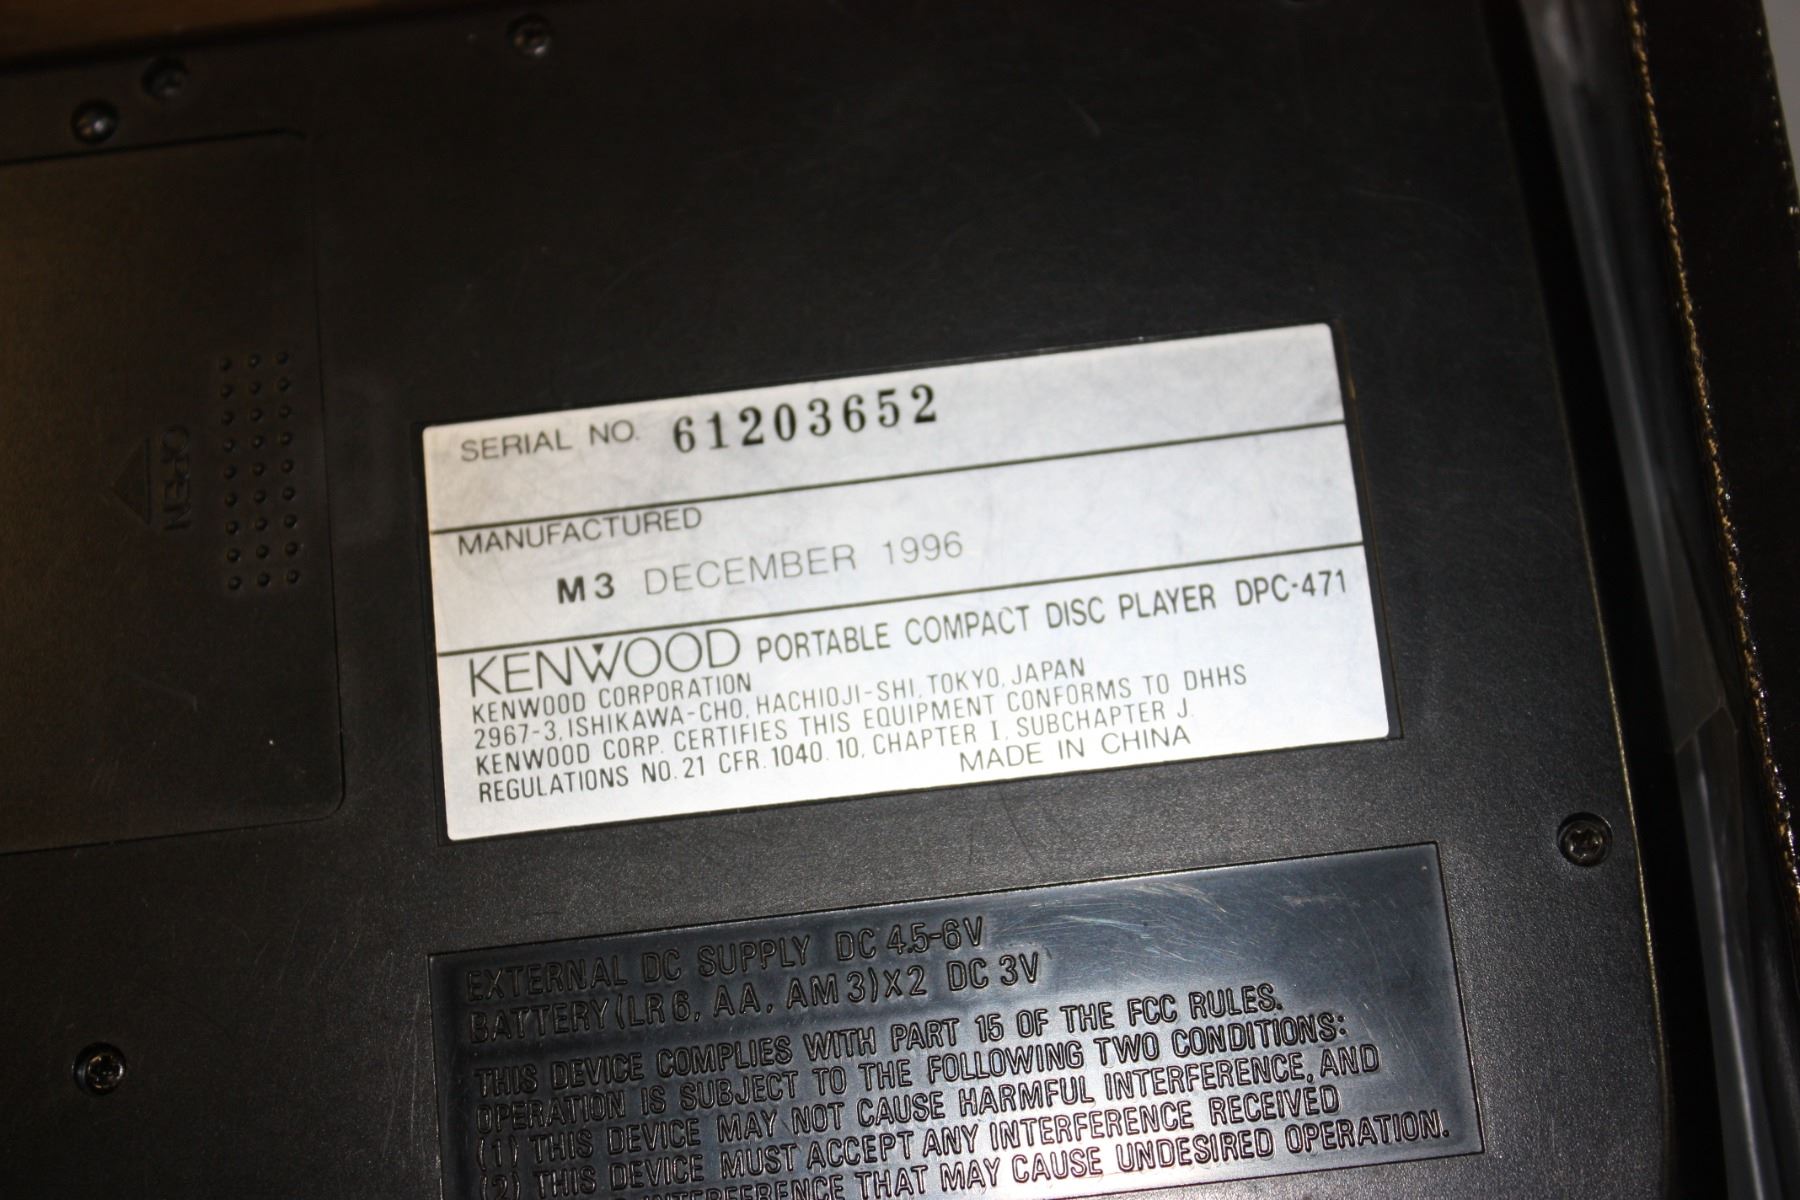 OPEN
SERIAL NO. 61203652
MANUFACTURED
M3 DECEMBER 1996
KENWOOD PORTABLE COMPACT DISC PLAYER DPC-471
KENWOOD CORPORATION
2967-3, ISHIKAWA-CHO, HACHIOJI-SHI, TOKYO, JAPAN
KENWOOD CORP. CERTIFIES THIS EQUIPMENT CONFORMS TO DHHS
REGULATIONS NO. 21 CFR. 1040. 10, CHAPTER I, SUBCHAPTER J.
MADE IN CHINA
EXTERNAL DC SUPPLY DC 4.5-6V
BATTERY (LR6, AA, AM3)X2 DC 3V
THIS DEVICE COMPLIES WITH PART 15 OF THE FCC RULES.
OPERATION IS SUBJECT TO THE FOLLOWING TWO CONDITIONS:
(1) THIS DEVICE MAY NOT CAUSE HARMFUL INTERFERENCE, AND
(2) THIS DEVICE MUST ACCEPT ANY INTERFERENCE RECEIVED
INTERFERENCE THAT MAY CAUSE UNDESIRED OPERATION.